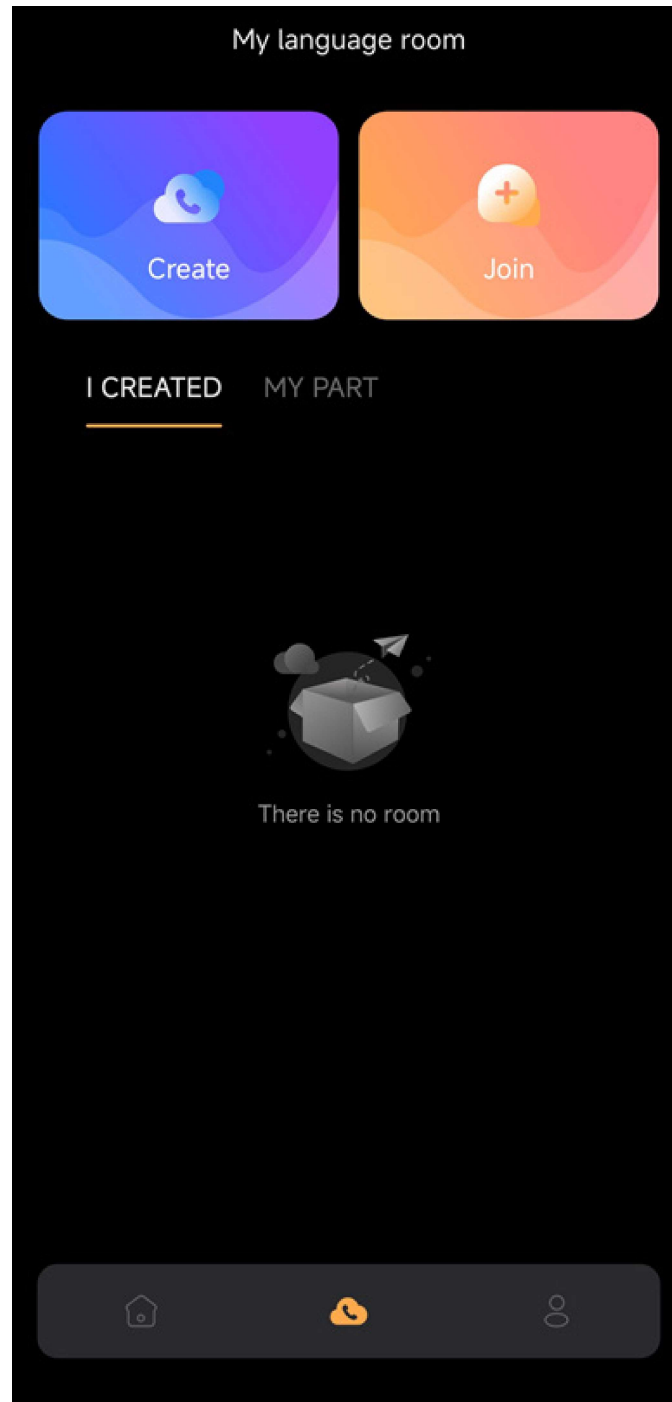 My language room
Create
Join
I CREATED
MY PART
There is no room